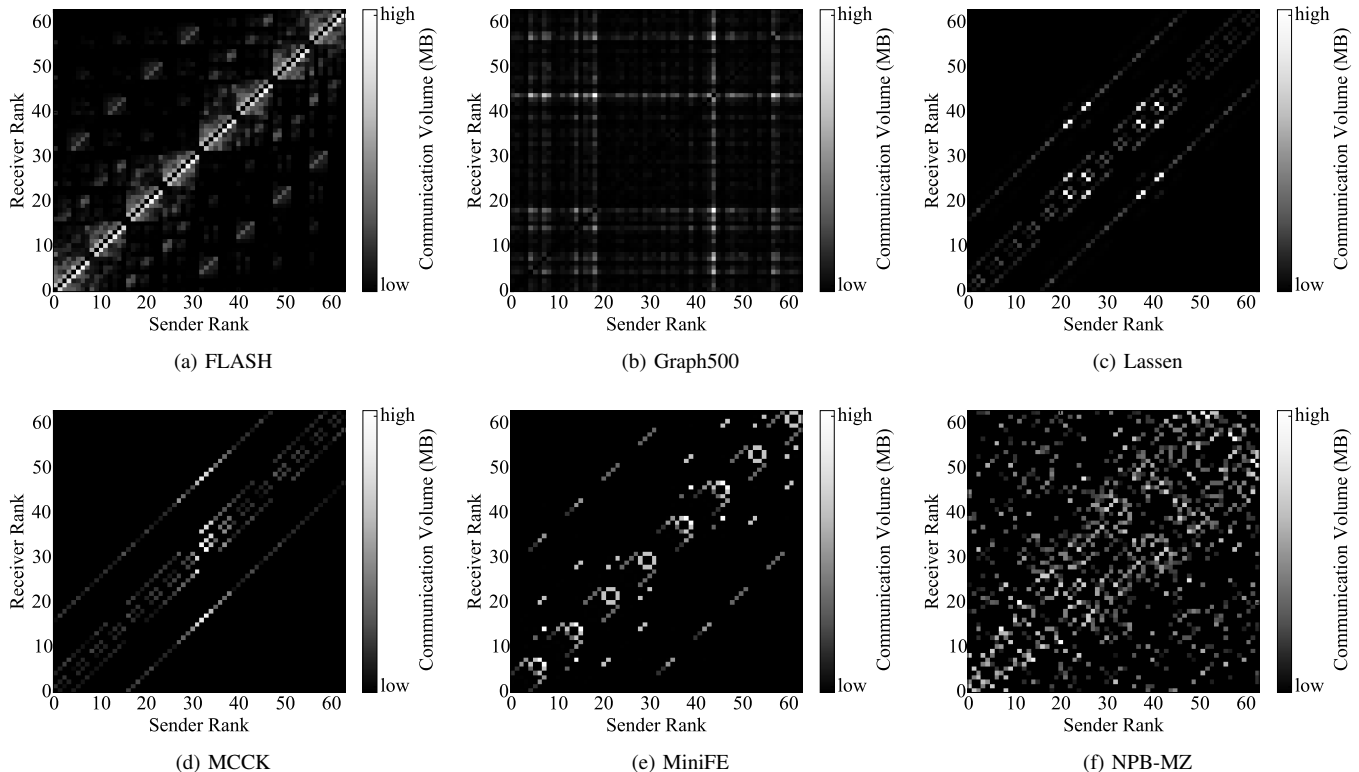 high
Communication Volume (MB)
low
Receiver Rank
60
50
40
30
20
10
0
0 10 20 30 40 50 60
Sender Rank
(a) FLASH
high
Communication Volume (MB)
low
Receiver Rank
60
50
40
30
20
10
0
0 10 20 30 40 50 60
Sender Rank
(b) Graph500
high
Communication Volume (MB)
low
Receiver Rank
60
50
40
30
20
10
0
0 10 20 30 40 50 60
Sender Rank
(c) Lassen
high
Communication Volume (MB)
low
Receiver Rank
60
50
40
30
20
10
0
0 10 20 30 40 50 60
Sender Rank
(d) MCCK
high
Communication Volume (MB)
low
Receiver Rank
60
50
40
30
20
10
0
0 10 20 30 40 50 60
Sender Rank
(e) MiniFE
high
Communication Volume (MB)
low
Receiver Rank
60
50
40
30
20
10
0
0 10 20 30 40 50 60
Sender Rank
(f) NPB-MZ